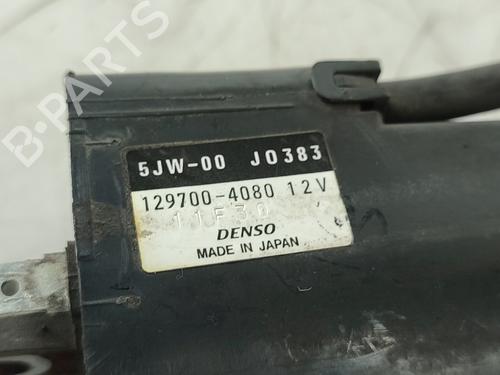 B-PARTS
5JW-00 J0383
129700-4080 12V
11F30
DENSO
MADE IN JAPAN